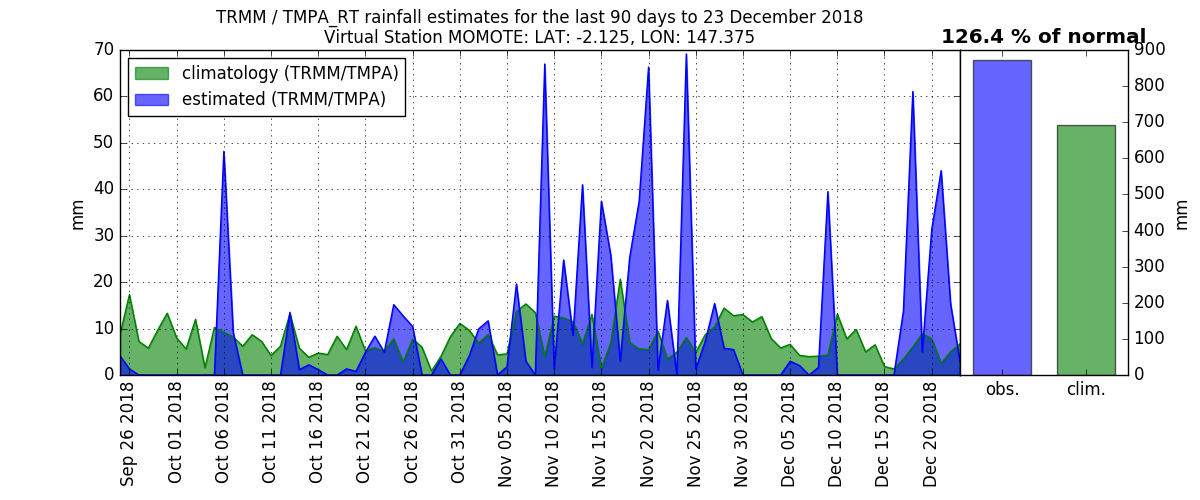 TRMM / TMPA_RT rainfall estimates for the last 90 days to 23 December 2018
Virtual Station MOMOTE: LAT: -2.125, LON: 147.375
126.4 % of normal
climatology (TRMM/TMPA)
estimated (TRMM/TMPA)
70
60
50
40
30
20
10
0
mm
Sep 26 2018
Oct 01 2018
Oct 06 2018
Oct 11 2018
Oct 16 2018
Oct 21 2018
Oct 26 2018
Oct 31 2018
Nov 05 2018
Nov 10 2018
Nov 15 2018
Nov 20 2018
Nov 25 2018
Nov 30 2018
Dec 05 2018
Dec 10 2018
Dec 15 2018
Dec 20 2018
obs.
clim.
900
800
700
600
500
400
300
200
100
0
mm